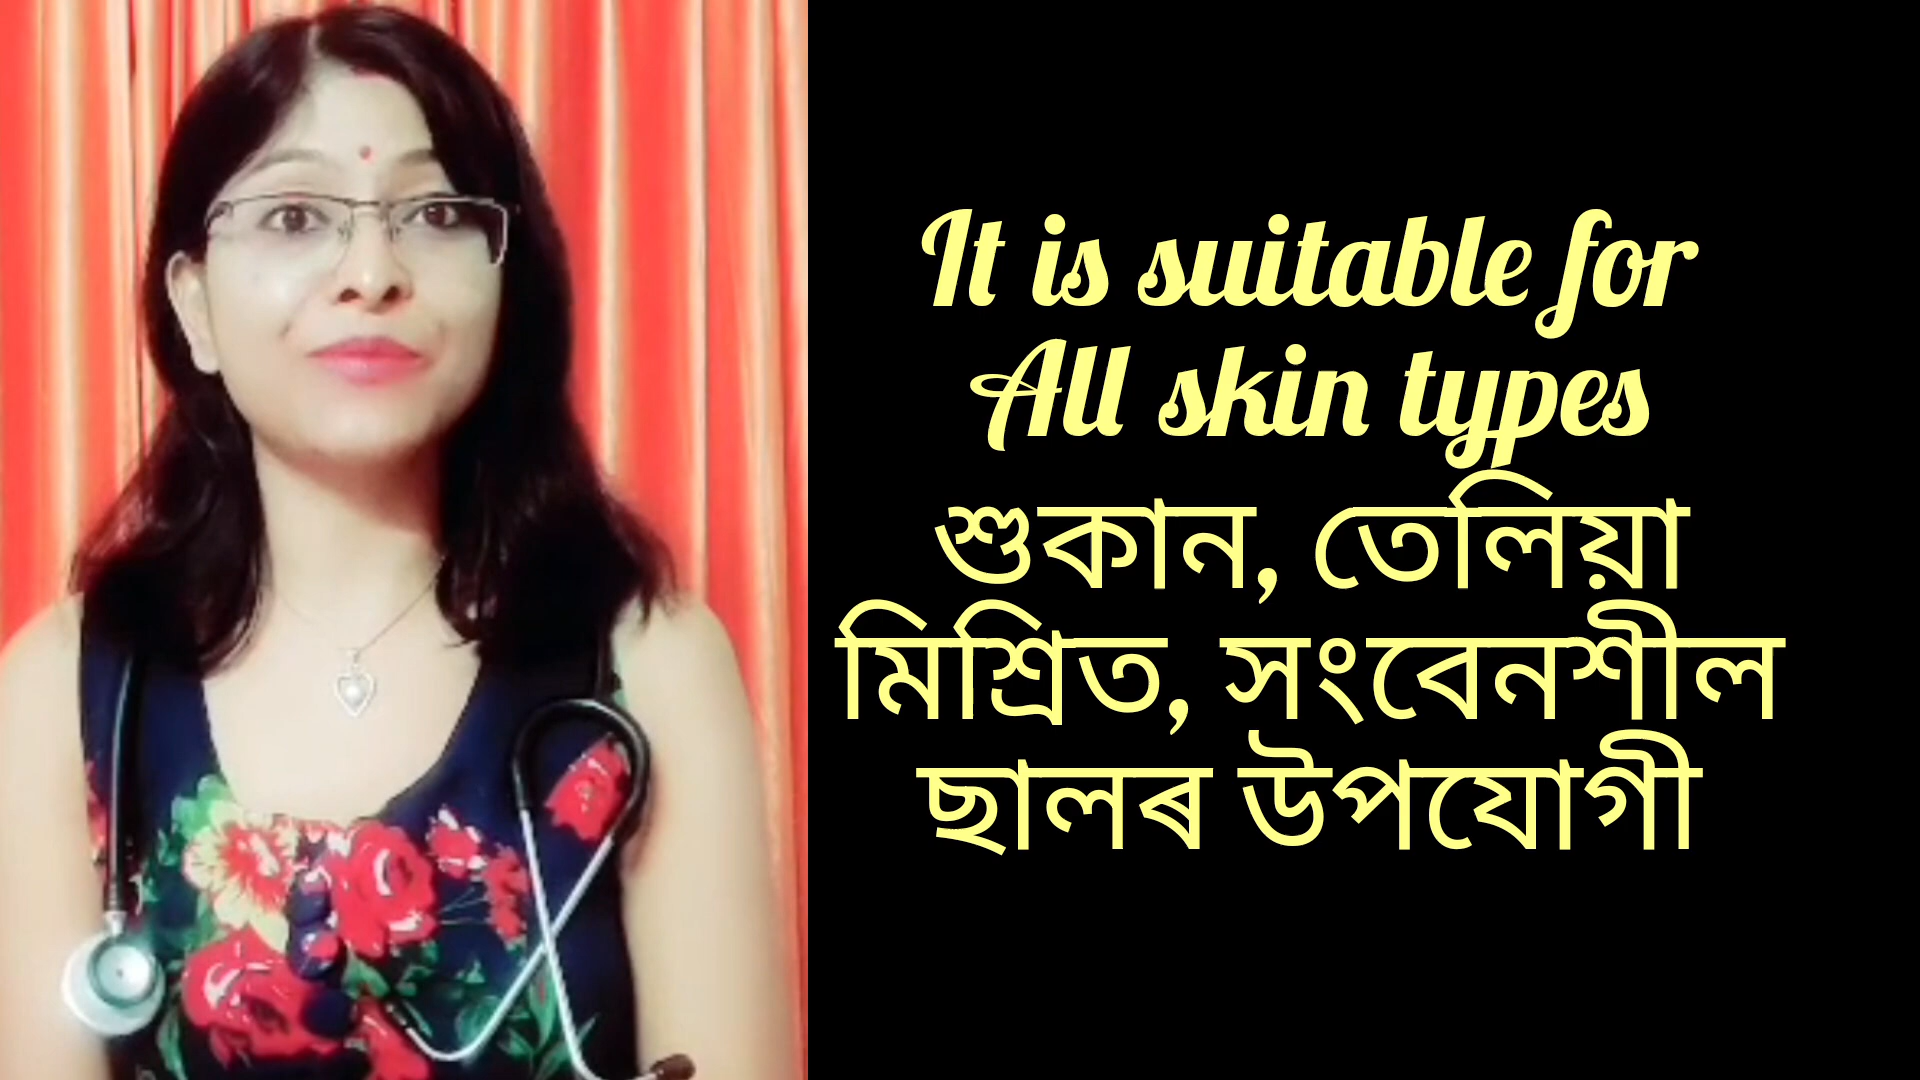 It is suitable for
All skin types
শুকান, তেলিয়া
মিশ্ৰিত, সংবেনশীল
ছালৰ উপযোগী